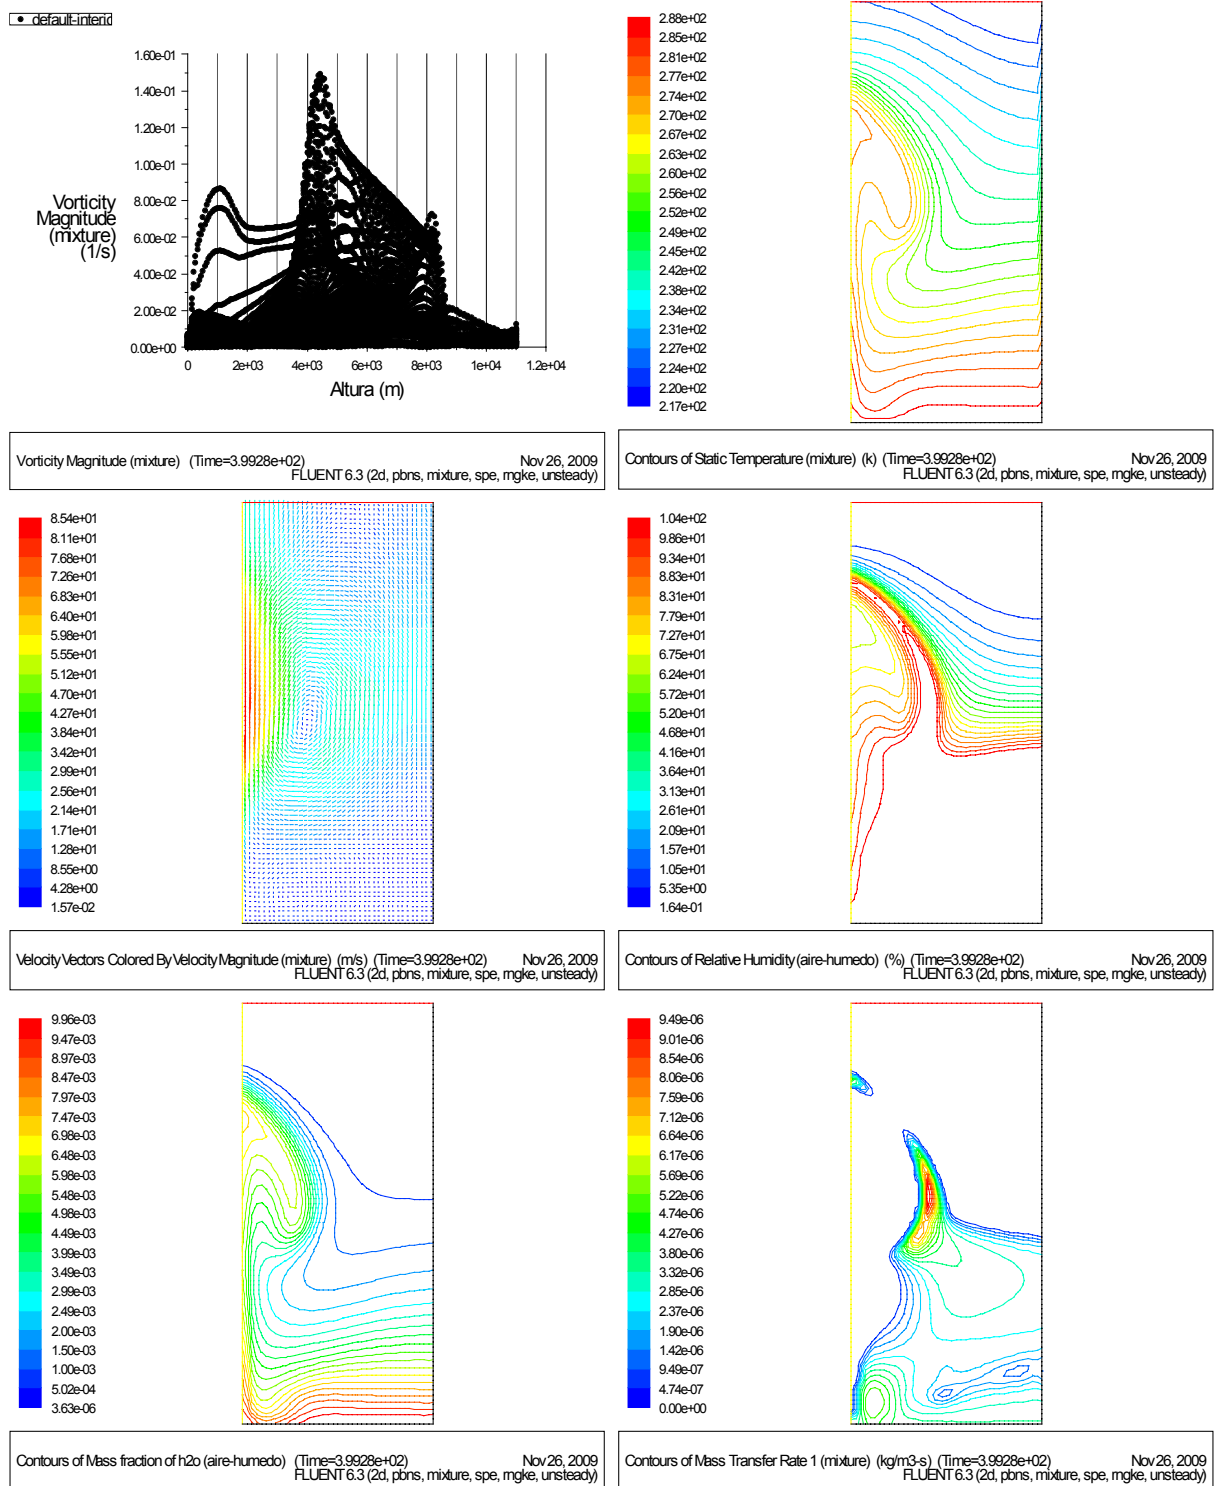 default-interic
1.60e-01
1.40e-01
1.20e-01
1.00e-01
8.00e-02
6.00e-02
4.00e-02
2.00e-02
0.00e+00
Vorticity
Magnitude
(mixture)
(1/s)
0 2e+03 4e+03 6e+03 8e+03 1e+04 1.2e+04
Altura (m)
Vorticity Magnitude (mixture) (Time=3.9928e+02) Nov 26, 2009
FLUENT 6.3 (2d, pbns, mixture, spe, rngke, unsteady)
2.88e+02
2.85e+02
2.81e+02
2.77e+02
2.74e+02
2.70e+02
2.67e+02
2.63e+02
2.60e+02
2.56e+02
2.52e+02
2.49e+02
2.45e+02
2.42e+02
2.38e+02
2.34e+02
2.31e+02
2.27e+02
2.24e+02
2.20e+02
2.17e+02
Contours of Static Temperature (mixture) (k) (Time=3.9928e+02) Nov 26, 2009
FLUENT 6.3 (2d, pbns, mixture, spe, rngke, unsteady)
8.54e+01
8.11e+01
7.68e+01
7.26e+01
6.83e+01
6.40e+01
5.98e+01
5.55e+01
5.12e+01
4.70e+01
4.27e+01
3.84e+01
3.42e+01
2.99e+01
2.56e+01
2.14e+01
1.71e+01
1.28e+01
8.55e+00
4.28e+00
1.57e-02
Velocity Vectors Colored By Velocity Magnitude (mixture) (m/s) (Time=3.9928e+02) Nov 26, 2009
FLUENT 6.3 (2d, pbns, mixture, spe, rngke, unsteady)
1.04e+02
9.86e+01
9.34e+01
8.83e+01
8.31e+01
7.79e+01
7.27e+01
6.75e+01
6.24e+01
5.72e+01
5.20e+01
4.68e+01
4.16e+01
3.64e+01
3.13e+01
2.61e+01
2.09e+01
1.57e+01
1.05e+01
5.35e+00
1.64e-01
Contours of Relative Humidity (aire-humedo) (%) (Time=3.9928e+02) Nov 26, 2009
FLUENT 6.3 (2d, pbns, mixture, spe, rngke, unsteady)
9.96e-03
9.47e-03
8.97e-03
8.47e-03
7.97e-03
7.47e-03
6.98e-03
6.48e-03
5.98e-03
5.48e-03
4.98e-03
4.49e-03
3.99e-03
3.49e-03
2.99e-03
2.49e-03
2.00e-03
1.50e-03
1.00e-03
5.02e-04
3.63e-06
Contours of Mass fraction of h2o (aire-humedo) (Time=3.9928e+02) Nov 26, 2009
FLUENT 6.3 (2d, pbns, mixture, spe, rngke, unsteady)
9.49e-06
9.01e-06
8.54e-06
8.06e-06
7.59e-06
7.12e-06
6.64e-06
6.17e-06
5.69e-06
5.22e-06
4.74e-06
4.27e-06
3.80e-06
3.32e-06
2.85e-06
2.37e-06
1.90e-06
1.42e-06
9.49e-07
4.74e-07
0.00e+00
Contours of Mass Transfer Rate 1 (mixture) (kg/m3-s) (Time=3.9928e+02) Nov 26, 2009
FLUENT 6.3 (2d, pbns, mixture, spe, rngke, unsteady)